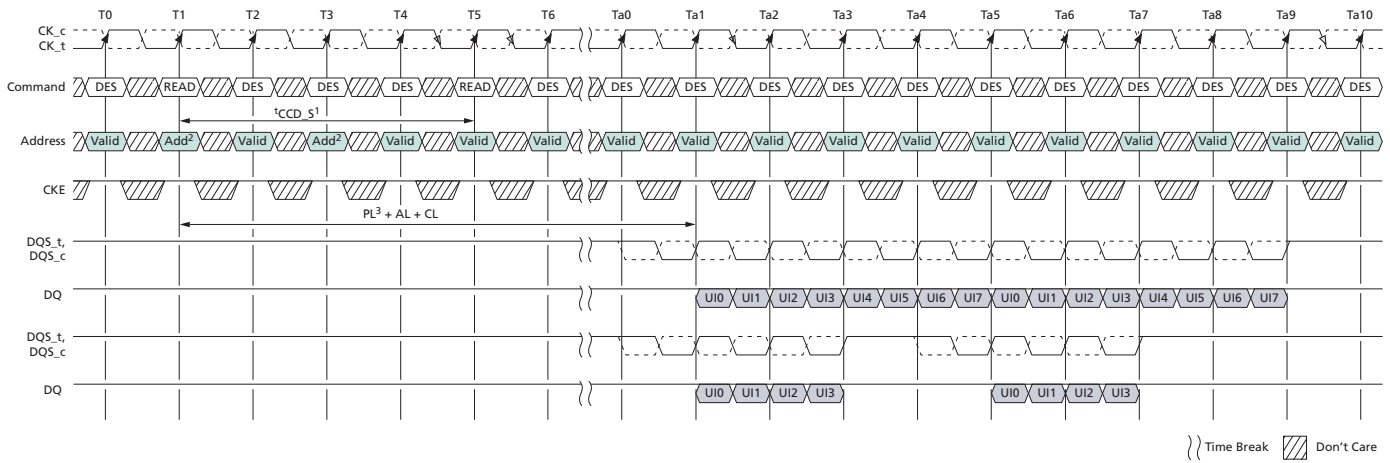 T0 T1 T2 T3 T4 T5 T6 Ta0 Ta1 Ta2 Ta3 Ta4 Ta5 Ta6 Ta7 Ta8 Ta9 Ta10
CK_c
CK_t
Command DES READ DES DES DES READ DES DES DES DES DES DES DES DES DES DES DES DES
tCCD_S1
Address Valid Add2 Valid Add2 Valid Valid Valid Valid Valid Valid Valid Valid Valid Valid Valid Valid Valid Valid
CKE
PL3 + AL + CL
DQS_t,
DQS_c
DQ UI0 UI1 UI2 UI3 UI4 UI5 UI6 UI7 UI0 UI1 UI2 UI3 UI4 UI5 UI6 UI7
DQS_t,
DQS_c
DQ UI0 UI1 UI2 UI3 UI0 UI1 UI2 UI3
Time Break Don't Care